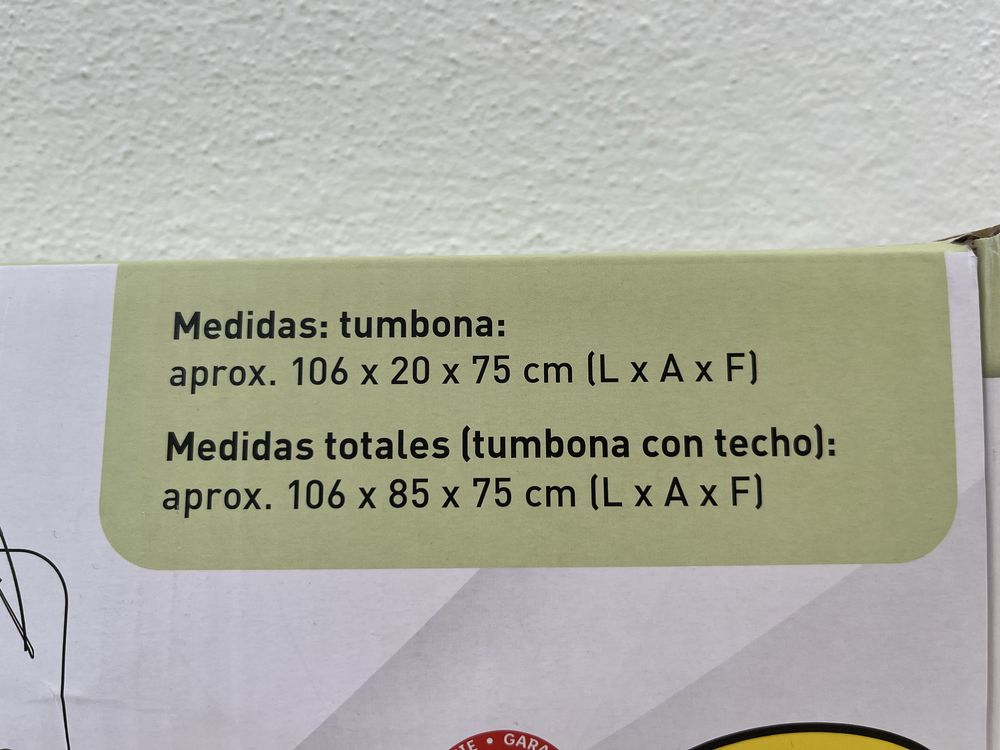 Medidas: tumbona:
aprox. 106 x 20 x 75 cm (L x A x F)
Medidas totales (tumbona con techo):
aprox. 106 x 85 x 75 cm (L x A x F)